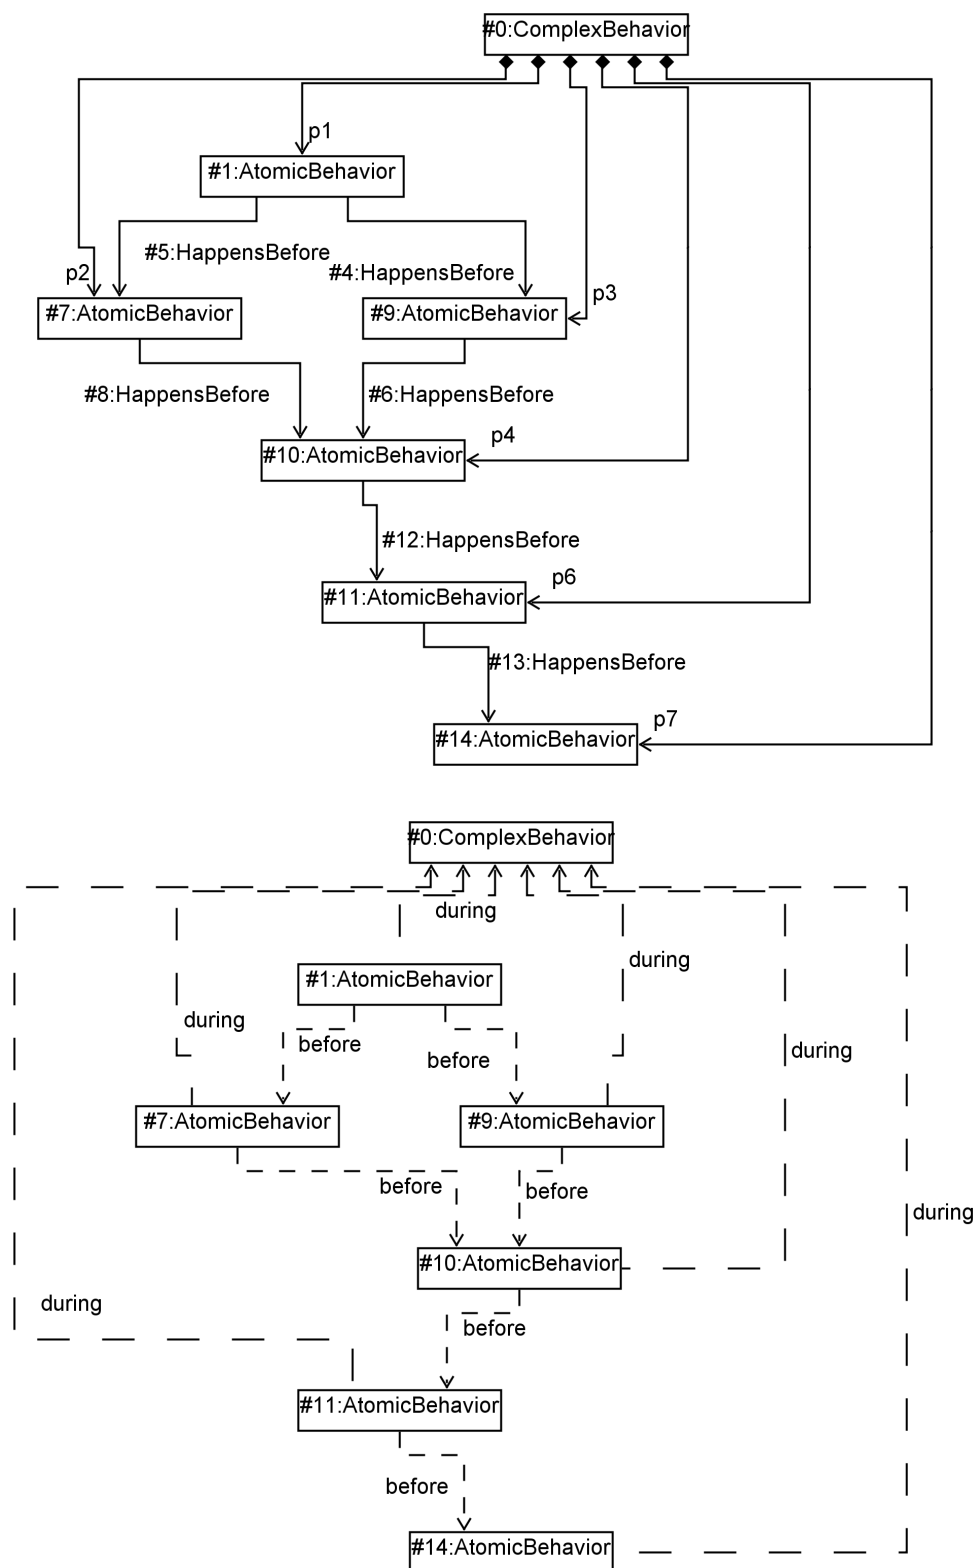 #0:ComplexBehavior
p1
#1:AtomicBehavior
#5:HappensBefore
#4:HappensBefore
p2
p3
#7:AtomicBehavior
#9:AtomicBehavior
#8:HappensBefore
#6:HappensBefore
p4
#10:AtomicBehavior
#12:HappensBefore
p6
#11:AtomicBehavior
#13:HappensBefore
p7
#14:AtomicBehavior
#0:ComplexBehavior
during
during
#1:AtomicBehavior
during
before
before
during
#7:AtomicBehavior
#9:AtomicBehavior
before
before
during
#10:AtomicBehavior
during
before
#11:AtomicBehavior
before
#14:AtomicBehavior